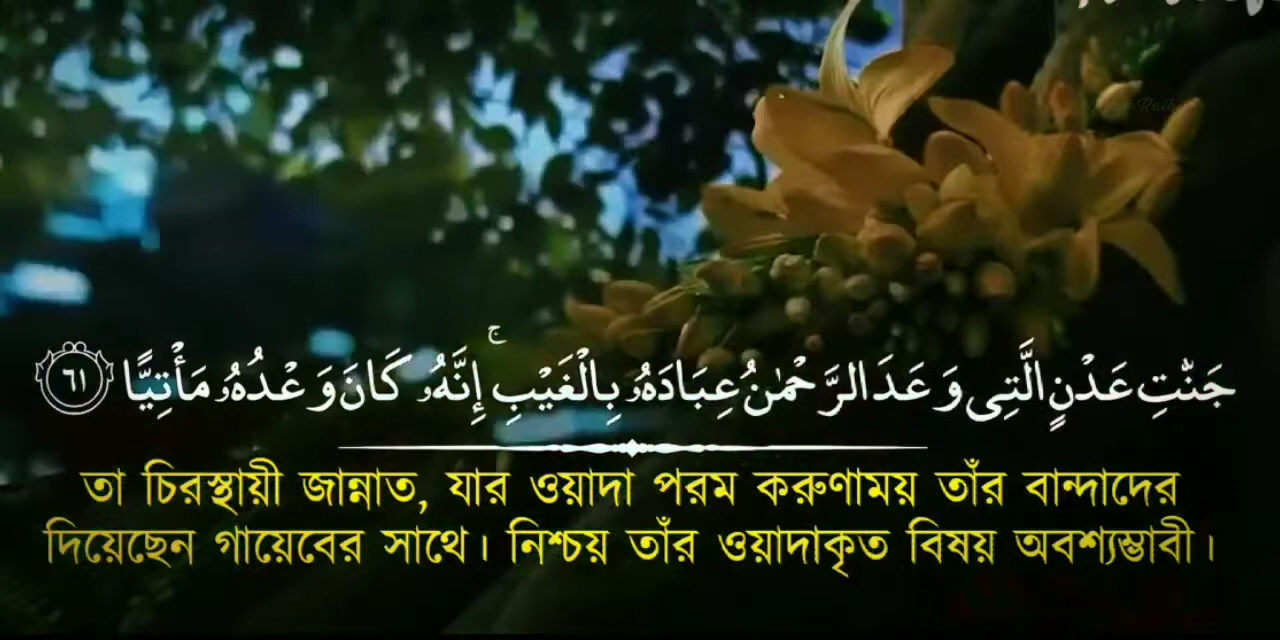 جَنّٰتِ عَدْنٍ الَّتِى وَعَدَ الرَّحْمٰنُ عِبَادَهُۥ بِالْغَيْبِ ۚ إِنَّهُۥ كَانَ وَعْدُهُۥ مَأْتِيًّا ٦١
তা চিরস্থায়ী জান্নাত, যার ওয়াদা পরম করুণাময় তাঁর বান্দাদের
দিয়েছেন গায়েবের সাথে। নিশ্চয় তাঁর ওয়াদাকৃত বিষয় অবশ্যম্ভাবী।